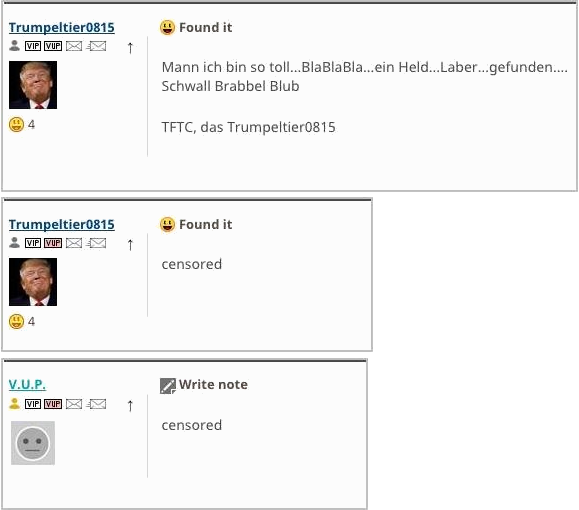 Trumpeltier0815
Found it
VIP VUP
Mann ich bin so toll...BlaBlaBla...ein Held...Laber...gefunden....
Schwall Brabbel Blub
4
TFTC, das Trumpeltier0815
Trumpeltier0815
Found it
VIP VUP
censored
4
V.U.P.
Write note
VIP VUP
censored